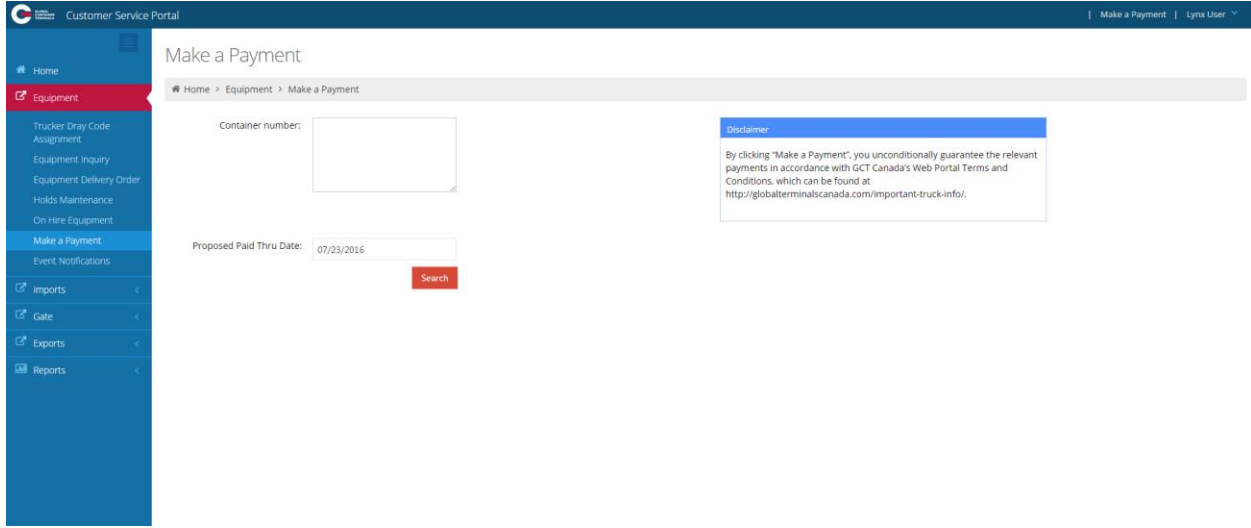 GLOBAL CONTAINER TERMINALS
Customer Service Portal
| Make a Payment | Lynx User
Home
Equipment
Trucker Dray Code
Assignment
Equipment Inquiry
Equipment Delivery Order
Holds Maintenance
On Hire Equipment
Make a Payment
Event Notifications
Imports
Gate
Exports
Reports
Make a Payment
Home > Equipment > Make a Payment
Container number:
Proposed Paid Thru Date: 07/23/2016
Search
Disclaimer
By clicking “Make a Payment”, you unconditionally guarantee the relevant
payments in accordance with GCT Canada's Web Portal Terms and
Conditions, which can be found at
http://globalterminalscanada.com/important-truck-info/.